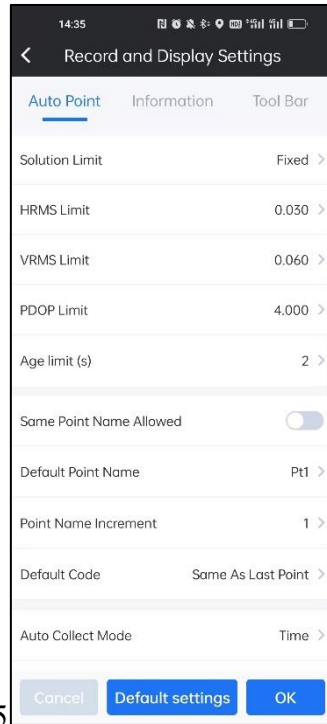 14:35
Record and Display Settings
Auto Point Information Tool Bar
Solution Limit Fixed
HRMS Limit 0.030
VRMS Limit 0.060
PDOP Limit 4.000
Age limit (s) 2
Same Point Name Allowed
Default Point Name Pt1
Point Name Increment 1
Default Code Same As Last Point
Auto Collect Mode Time
Cancel Default settings OK